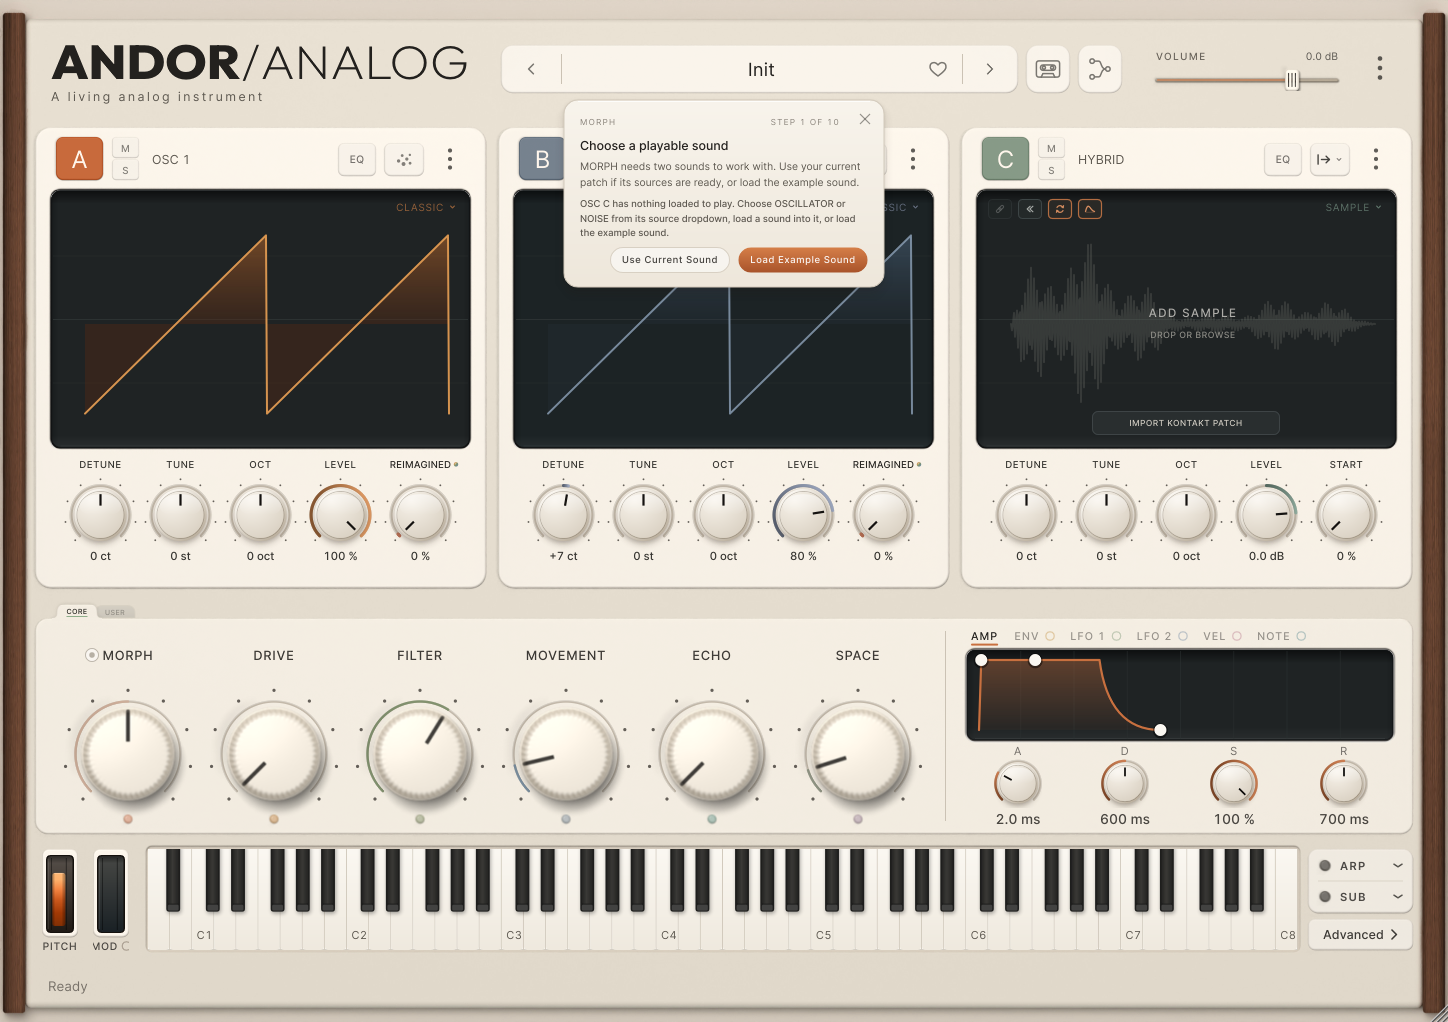 ANDOR/ANALOG
A living analog instrument
Init
VOLUME 0.0 dB
MORPH STEP 1 OF 10
Choose a playable sound
MORPH needs two sounds to work with. Use your current
patch if its sources are ready, or load the example sound.
OSC C has nothing loaded to play. Choose OSCILLATOR or
NOISE from its source dropdown, load a sound into it, or load
the example sound.
Use Current Sound Load Example Sound
A M S OSC 1 EQ
CLASSIC
DETUNE TUNE OCT LEVEL REIMAGINED
0 ct 0 st 0 oct 100 % 0 %
B
SIC
DETUNE TUNE OCT LEVEL REIMAGINED
+7 ct 0 st 0 oct 80 % 0 %
C M S HYBRID EQ
SAMPLE
ADD SAMPLE
DROP OR BROWSE
IMPORT KONTAKT PATCH
DETUNE TUNE OCT LEVEL START
0 ct 0 st 0 oct 0.0 dB 0 %
CORE USER
MORPH DRIVE FILTER MOVEMENT ECHO SPACE
AMP ENV LFO 1 LFO 2 VEL NOTE
A D S R
2.0 ms 600 ms 100 % 700 ms
PITCH MOD
C1 C2 C3 C4 C5 C6 C7 C8
ARP
SUB
Advanced
Ready